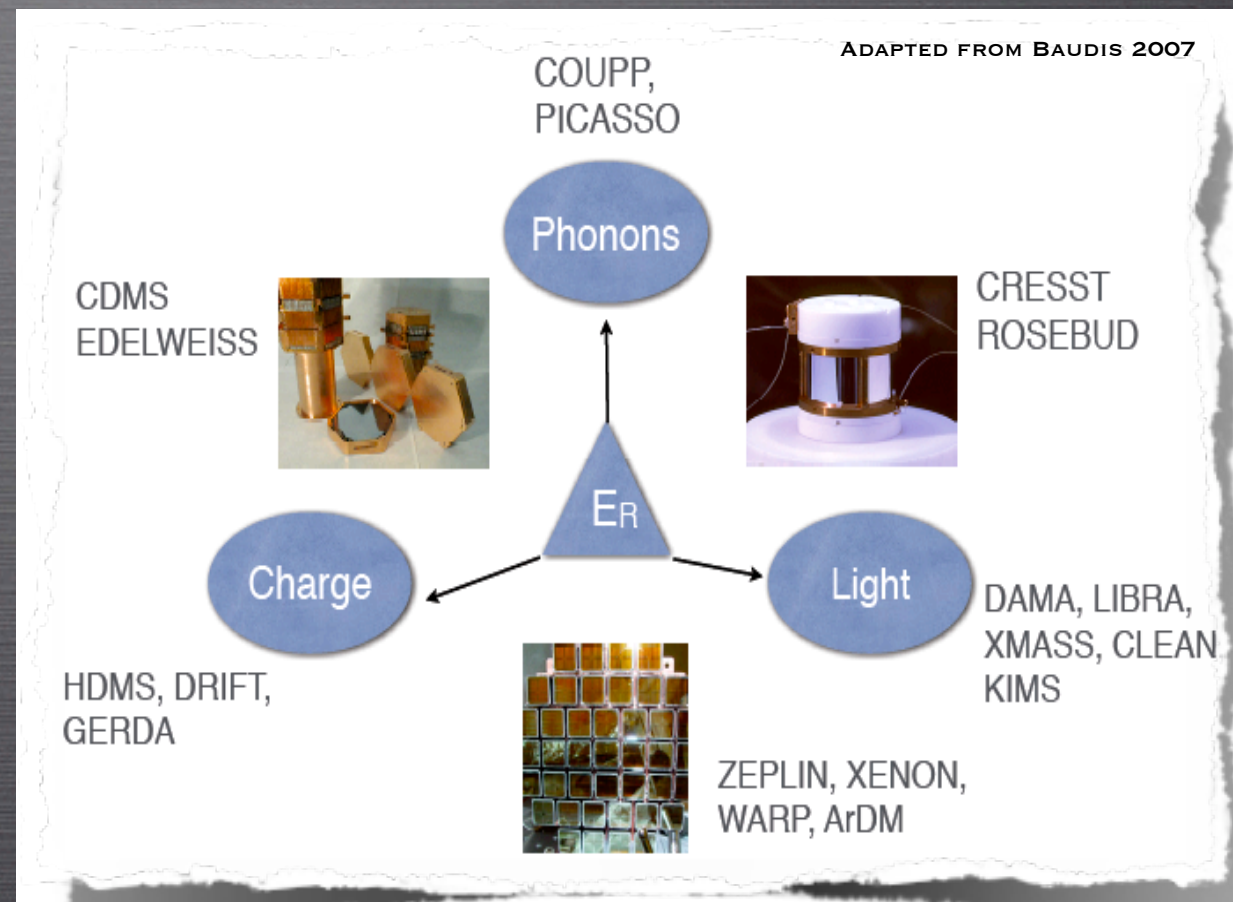 ADAPTED FROM BAUDIS 2007
COUPP,
PICASSO
Phonons
CDMS
EDELWEISS
CRESST
ROSEBUD
ER
Charge
Light
DAMA, LIBRA,
XMASS, CLEAN
KIMS
HDMS, DRIFT,
GERDA
ZEPLIN, XENON,
WARP, ArDM